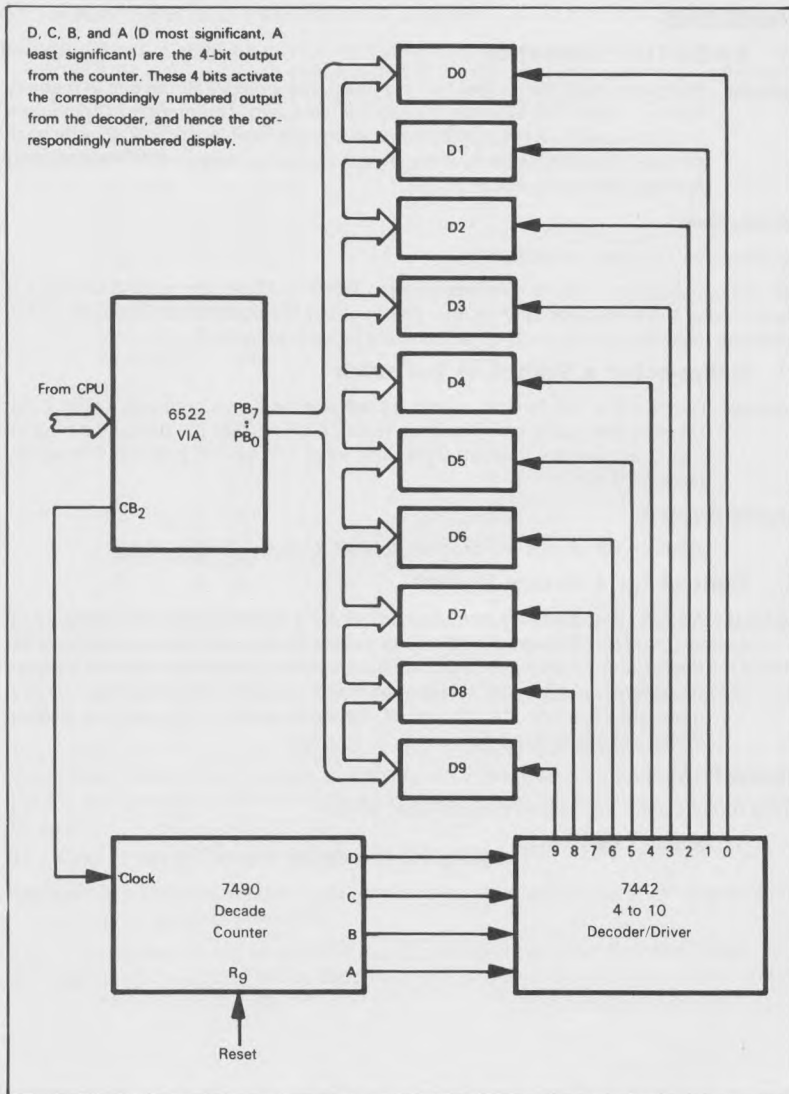 D, C, B, and A (D most significant, A
least significant) are the 4-bit output
from the counter. These 4 bits activate
the correspondingly numbered output
from the decoder, and hence the cor-
respondingly numbered display.
D0
D1
D2
D3
D4
D5
D6
D7
D8
D9
From CPU
6522
VIA
PB7
:
PB0
CB2
9 8 7 6 5 4 3 2 1 0
Clock
7490
Decade
Counter
D
C
B
A
R9
Reset
7442
4 to 10
Decoder/Driver